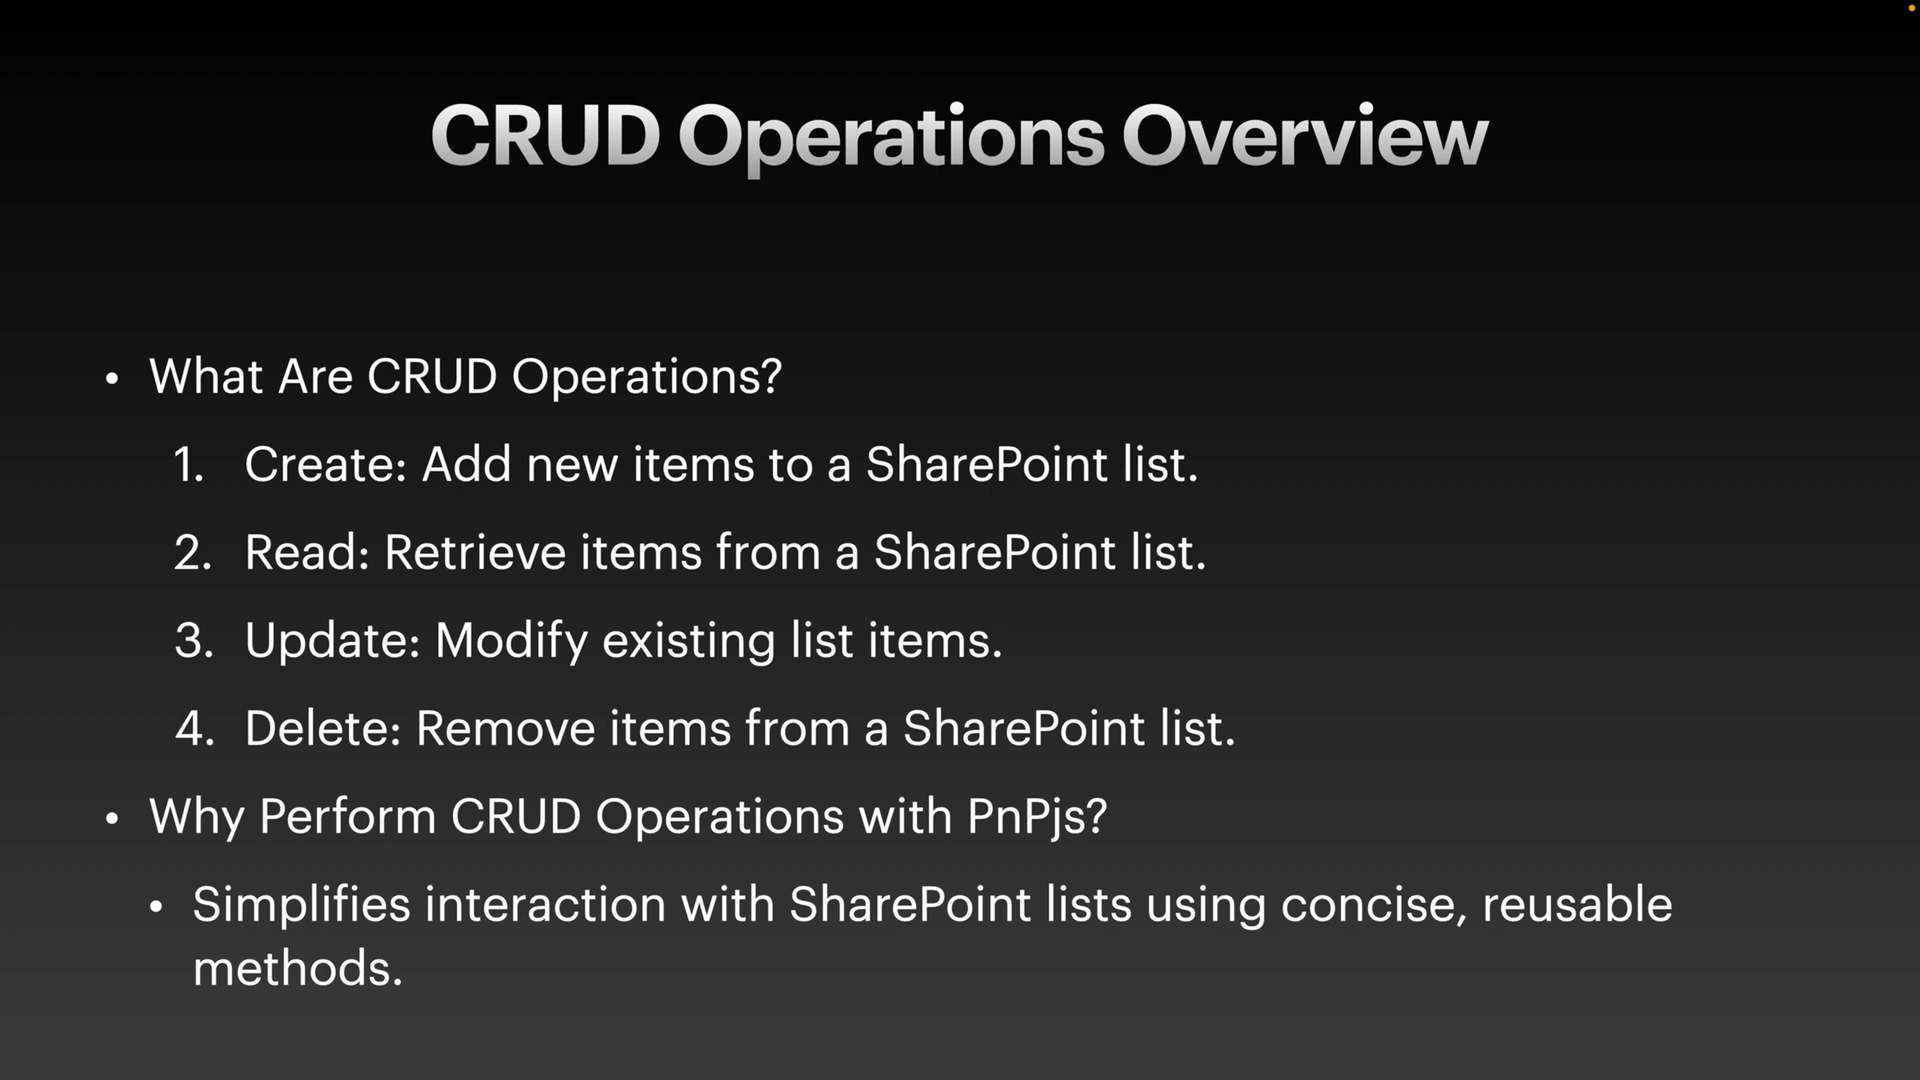 CRUD Operations Overview
• What Are CRUD Operations?
1. Create: Add new items to a SharePoint list.
2. Read: Retrieve items from a SharePoint list.
3. Update: Modify existing list items.
4. Delete: Remove items from a SharePoint list.
• Why Perform CRUD Operations with PnPjs?
• Simplifies interaction with SharePoint lists using concise, reusable
methods.